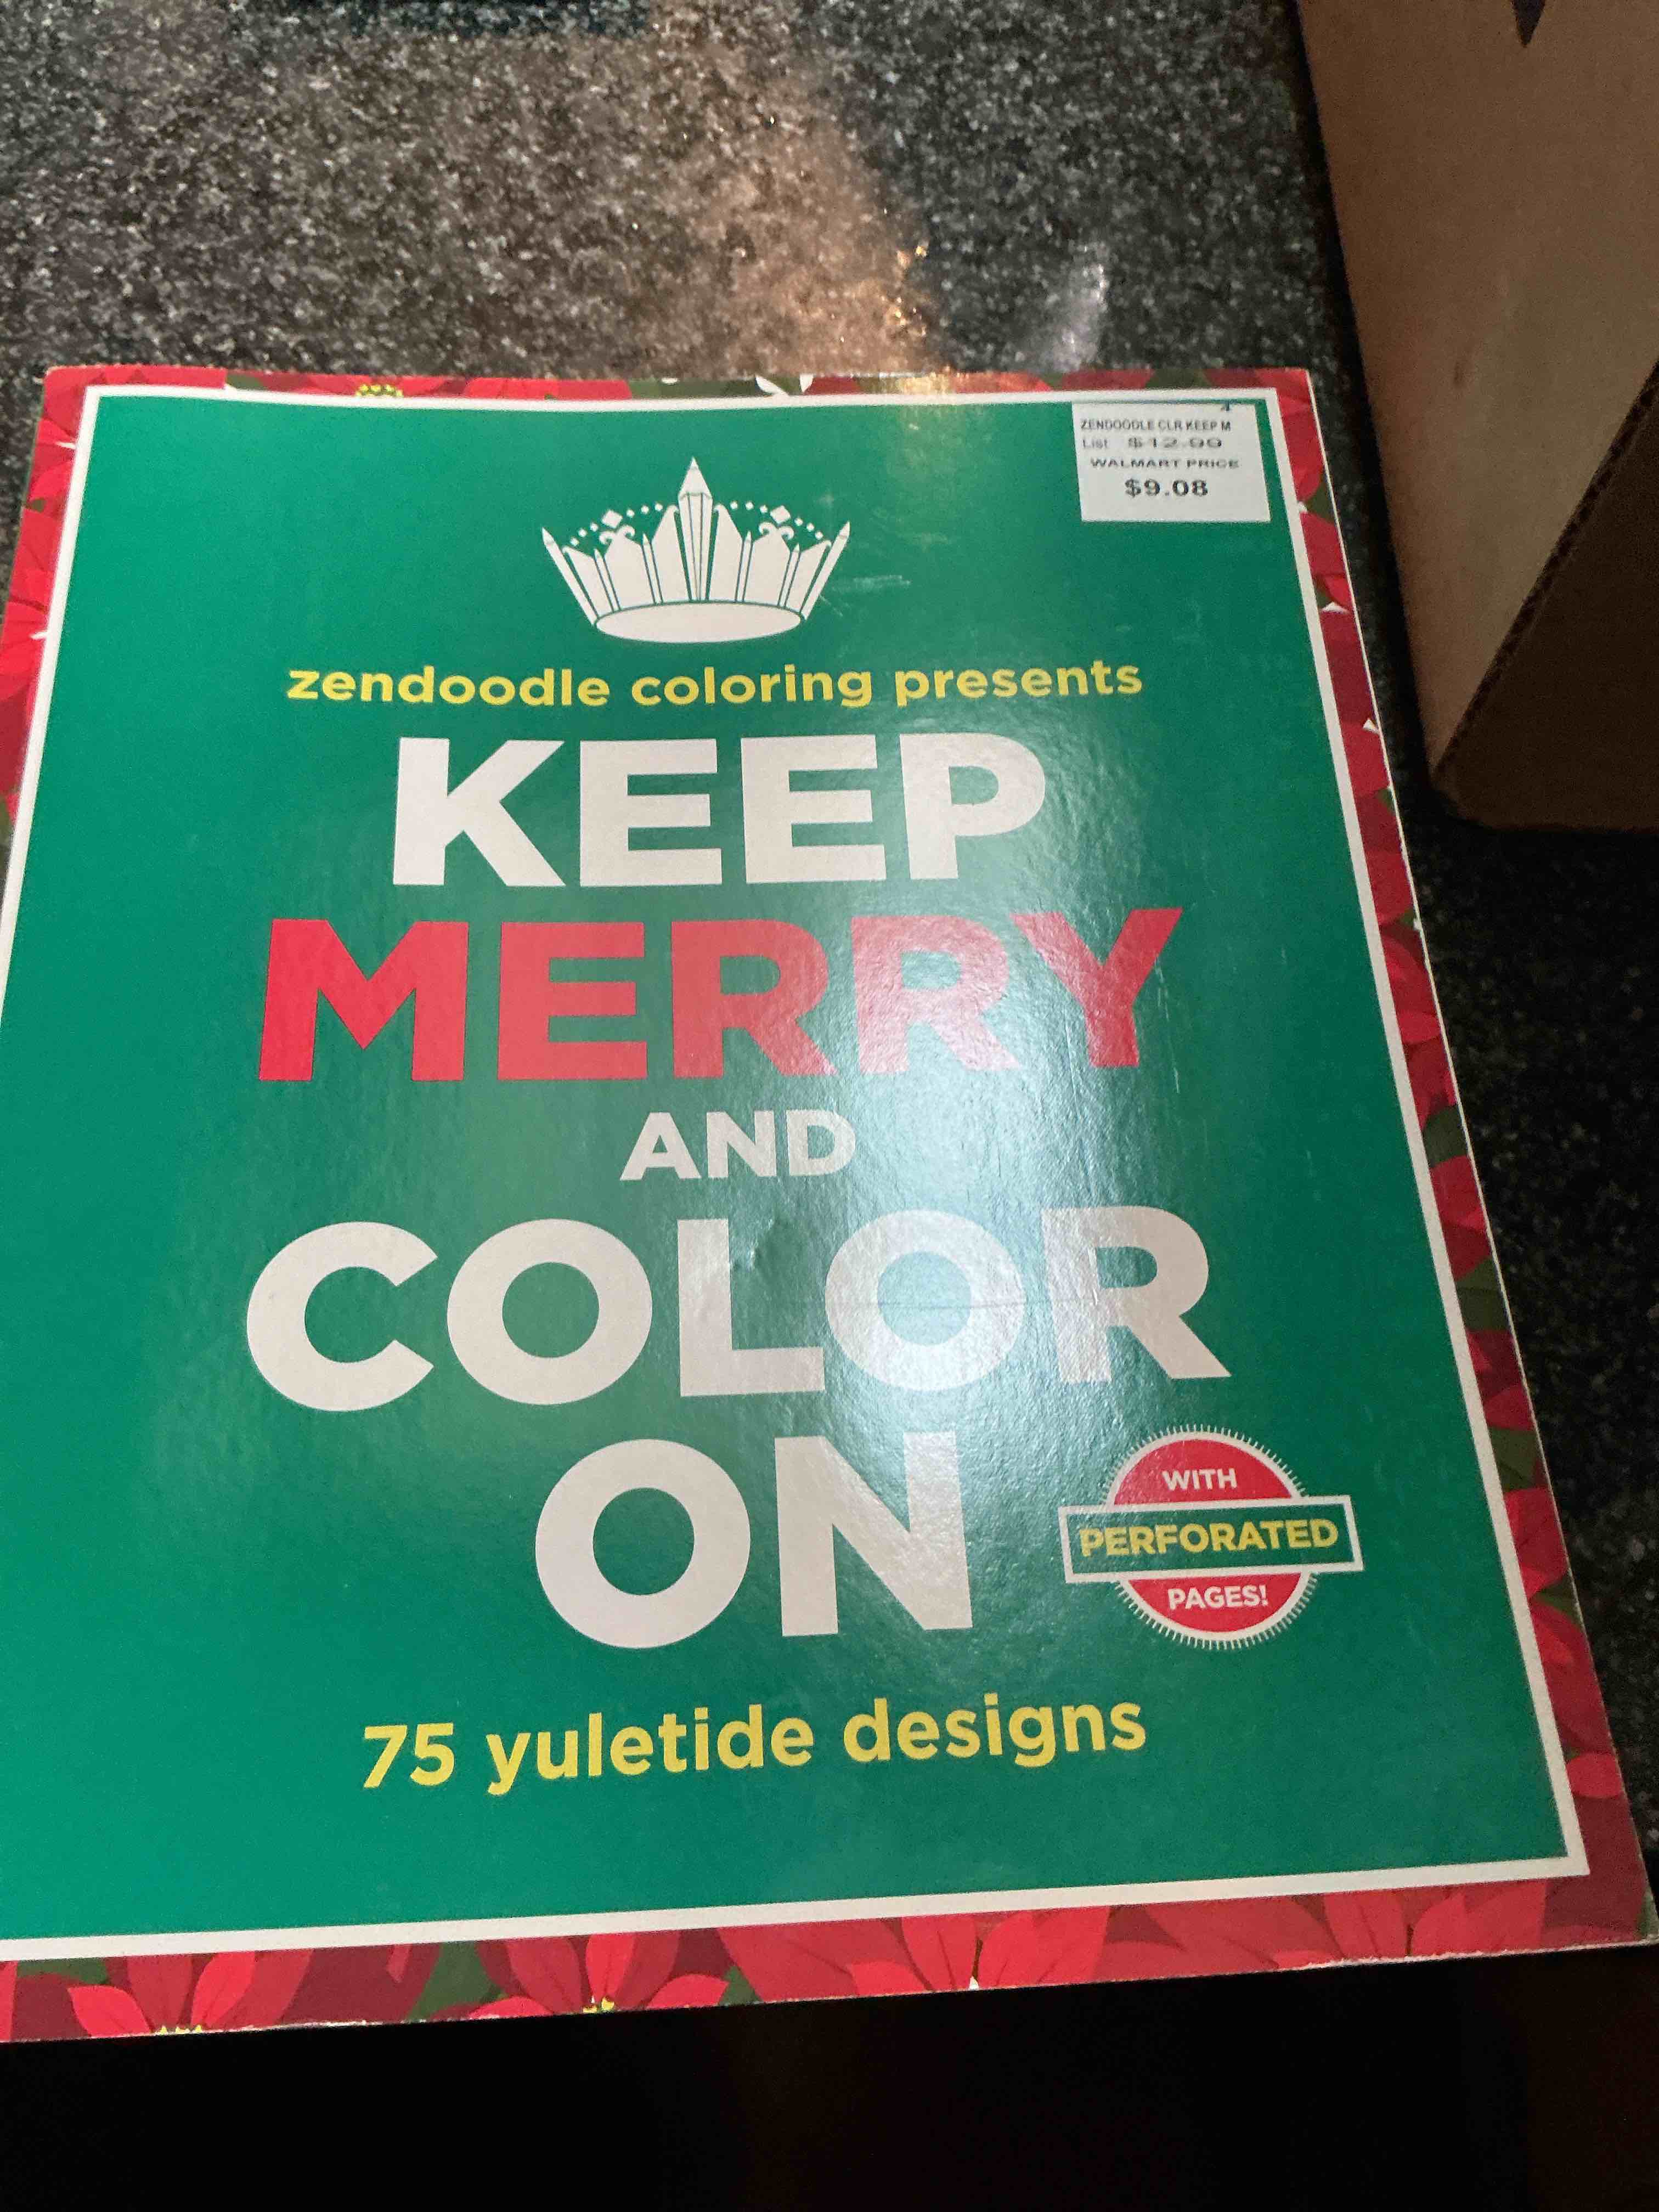 ZENDOODLE CLR KEEP M
List $12.99
WALMART PRICE
$9.08
zendoodle coloring presents
KEEP
MERRY
AND
COLOR
ON
WITH
PERFORATED
PAGES!
75 yuletide designs